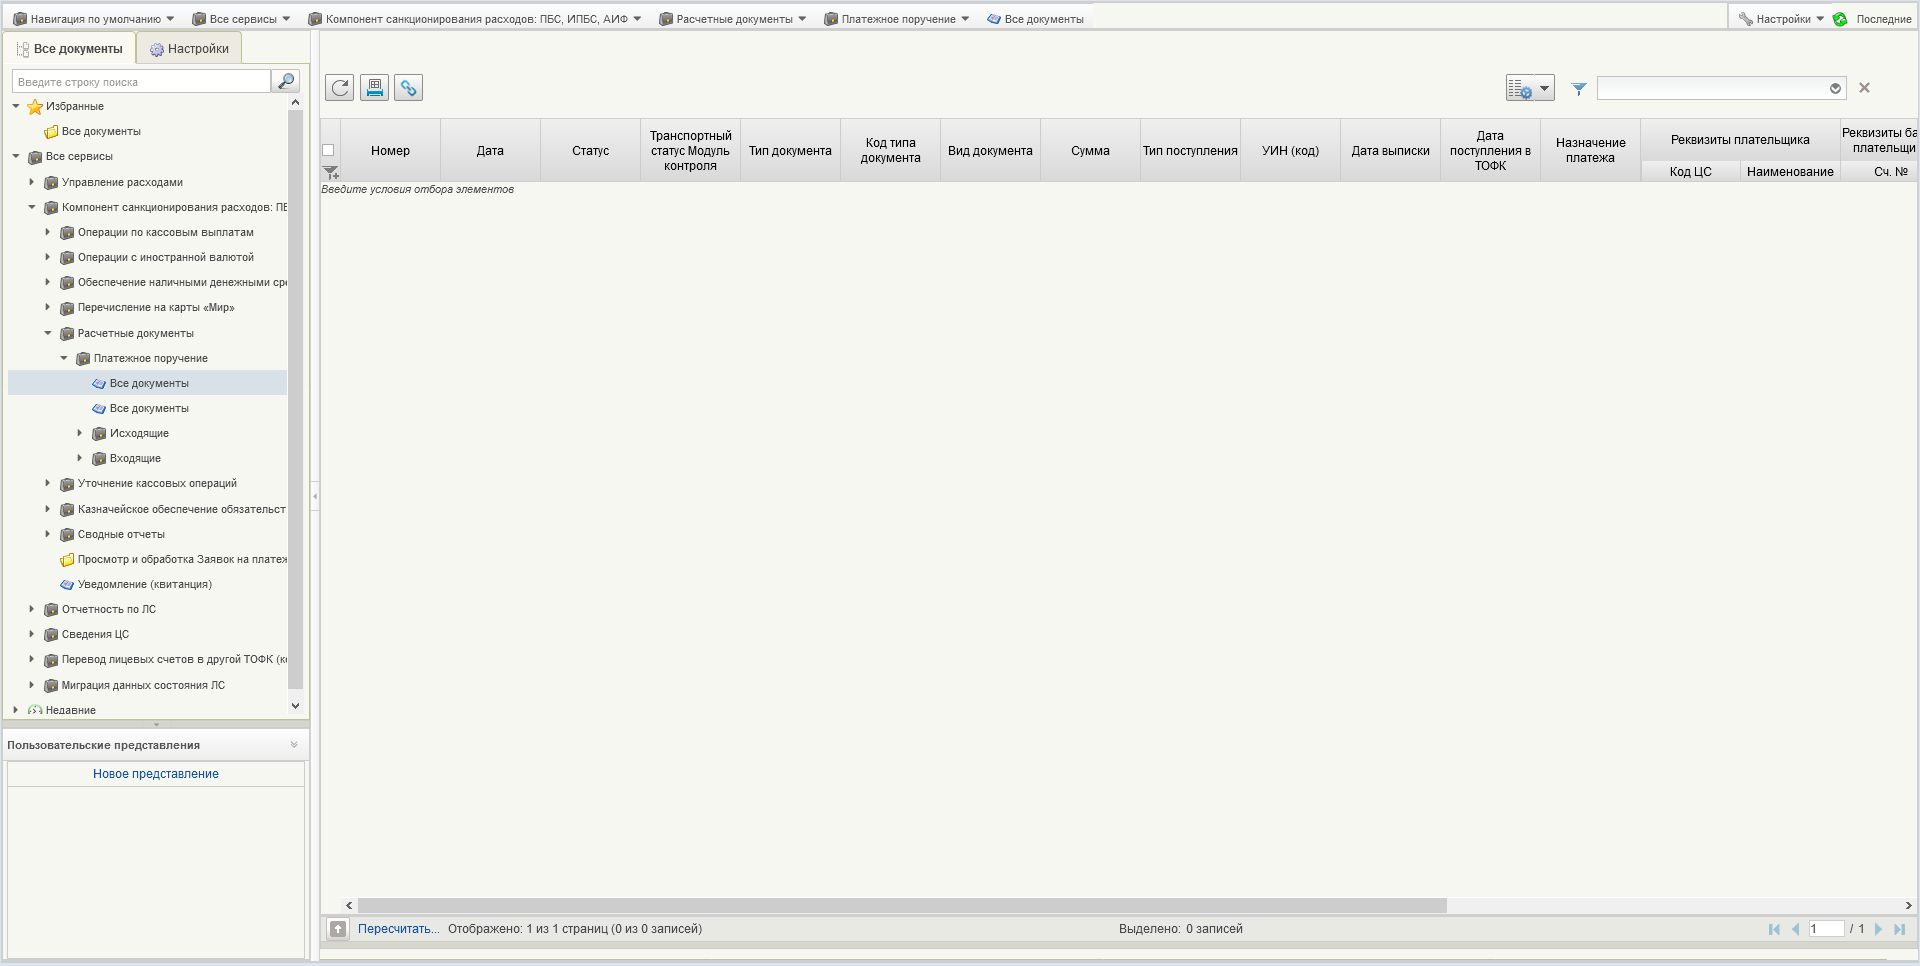 Навигация по умолчанию
Все сервисы
Компонент санкционирования расходов: ПБС, ИПБС, АИФ
Расчетные документы
Платежное поручение
Все документы
Настройки
Последние
Все документы
Настройки
Введите строку поиска
Избранные
Все документы
Все сервисы
Управление расходами
Компонент санкционирования расходов:
Операции по кассовым выплатам
Операции с иностранной валютой
Обеспечение наличными денежными
Перечисление на карты «Мир»
Расчетные документы
Платежное поручение
Все документы
Все документы
Исходящие
Входящие
Уточнение кассовых операций
Казначейское обеспечение обязательст
Сводные отчеты
Просмотр и обработка Заявок на платеж
Уведомление (квитанция)
Отчетность по ЛС
Сведения ЦС
Перевод лицевых счетов в другой ТОФК
Миграция данных состояния ЛС
Недавние
Пользовательские представления
Новое представление
Номер
Дата
Статус
Транспортный
статус Модуль
контроля
Тип документа
Код типа
документа
Вид документа
Сумма
Тип поступления
УИН (код)
Дата выписки
Дата
поступления в
ТОФК
Назначение
платежа
Реквизиты плательщика
Код ЦС
Наименование
Реквизиты ба
плательщи
Сч. №
Введите условия отбора элементов
Пересчитать...
Отображено: 1 из 1 страниц (0 из 0 записей)
Выделено: 0 записей
1 / 1